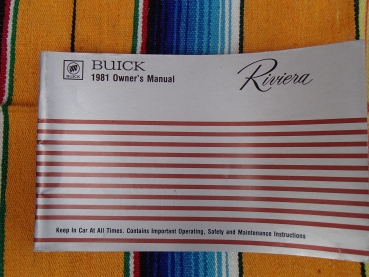 BUICK
1981 Owner's Manual
Riviera
Keep In Car At All Times. Contains Important Operating, Safety and Maintenance Instructions